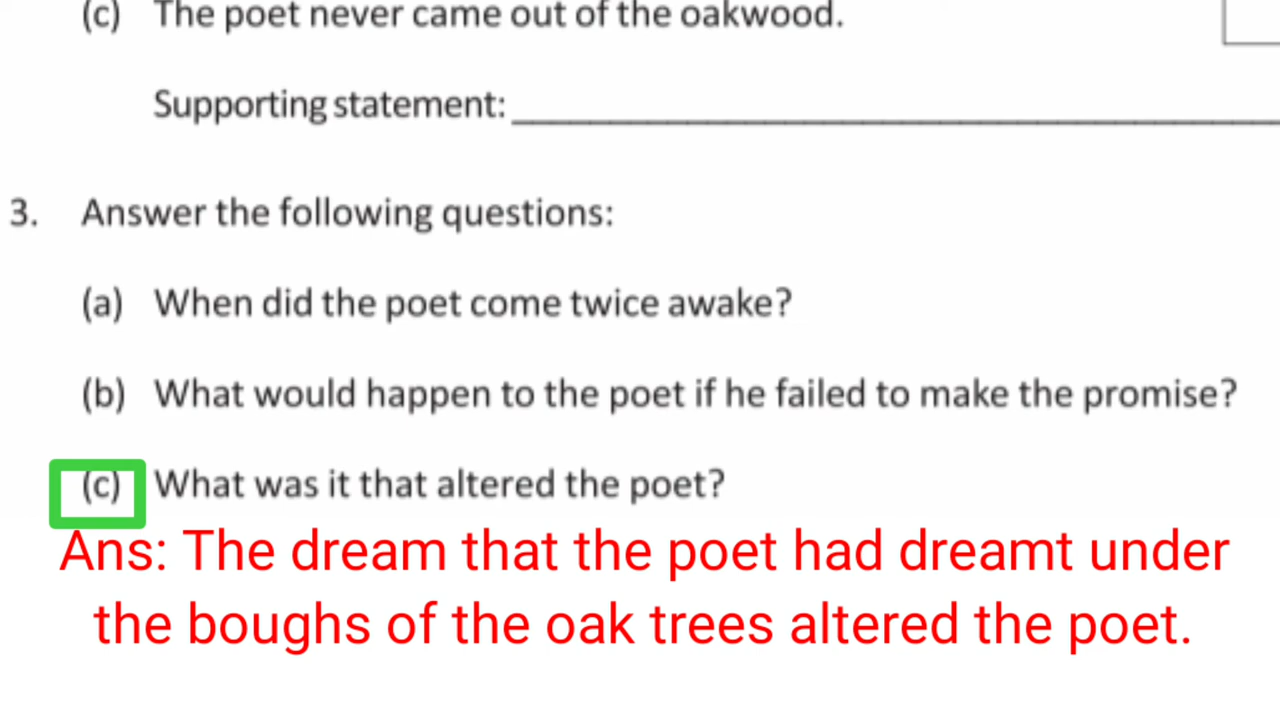 (c) The poet never came out of the oakwood.
Supporting statement:
3. Answer the following questions:
(a) When did the poet come twice awake?
(b) What would happen to the poet if he failed to make the promise?
(c) What was it that altered the poet?
Ans: The dream that the poet had dreamt under
the boughs of the oak trees altered the poet.